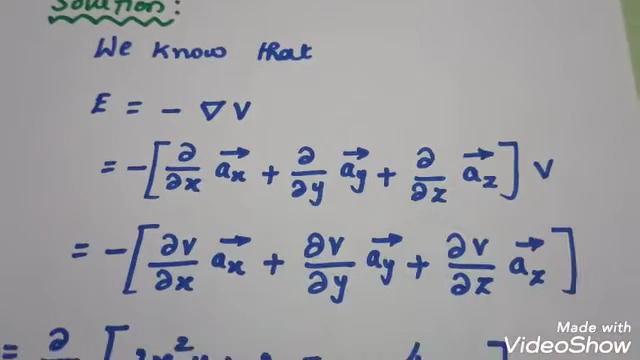 Solution:
We know that
E = - ∇ V
= - [ ∂/∂x a⃗x + ∂/∂y a⃗y + ∂/∂z a⃗z ] V
= - [ ∂V/∂x a⃗x + ∂V/∂y a⃗y + ∂V/∂z a⃗z ]
= ∂ [
Made with
VideoShow